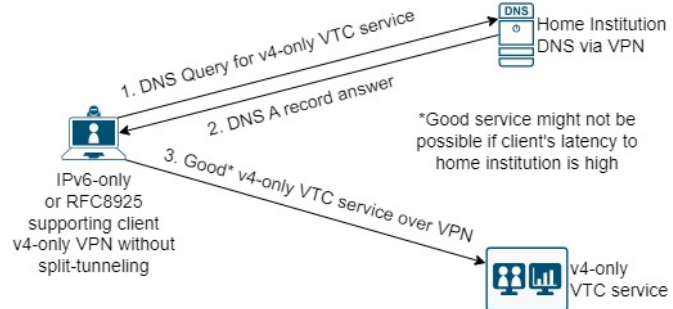 DNS
Home Institution
DNS via VPN
1. DNS Query for v4-only VTC service
2. DNS A record answer
*Good service might not be
possible if client's latency to
home institution is high
3. Good* v4-only VTC service over VPN
IPv6-only
or RFC8925
supporting client
v4-only VPN without
split-tunneling
v4-only
VTC service